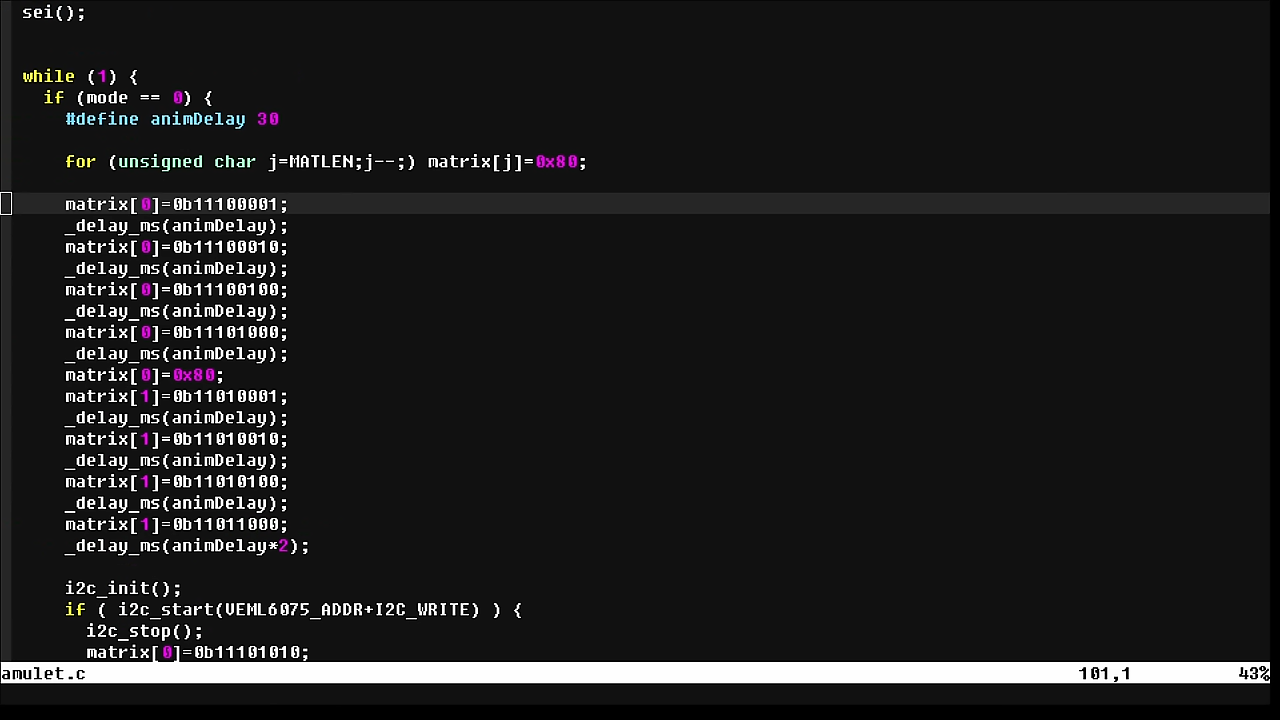 sei();
while (1) {
if (mode == 0) {
#define animDelay 30
for (unsigned char j=MATLEN;j--;) matrix[j]=0x80;
matrix[0]=0b11100001;
_delay_ms(animDelay);
matrix[0]=0b11100010;
_delay_ms(animDelay);
matrix[0]=0b11100100;
_delay_ms(animDelay);
matrix[0]=0b11101000;
_delay_ms(animDelay);
matrix[0]=0x80;
matrix[1]=0b11010001;
_delay_ms(animDelay);
matrix[1]=0b11010010;
_delay_ms(animDelay);
matrix[1]=0b11010100;
_delay_ms(animDelay);
matrix[1]=0b11011000;
_delay_ms(animDelay*2);
i2c_init();
if ( i2c_start(VEML6075_ADDR+I2C_WRITE) ) {
i2c_stop();
matrix[0]=0b11101010;
amulet.c 101,1 43%